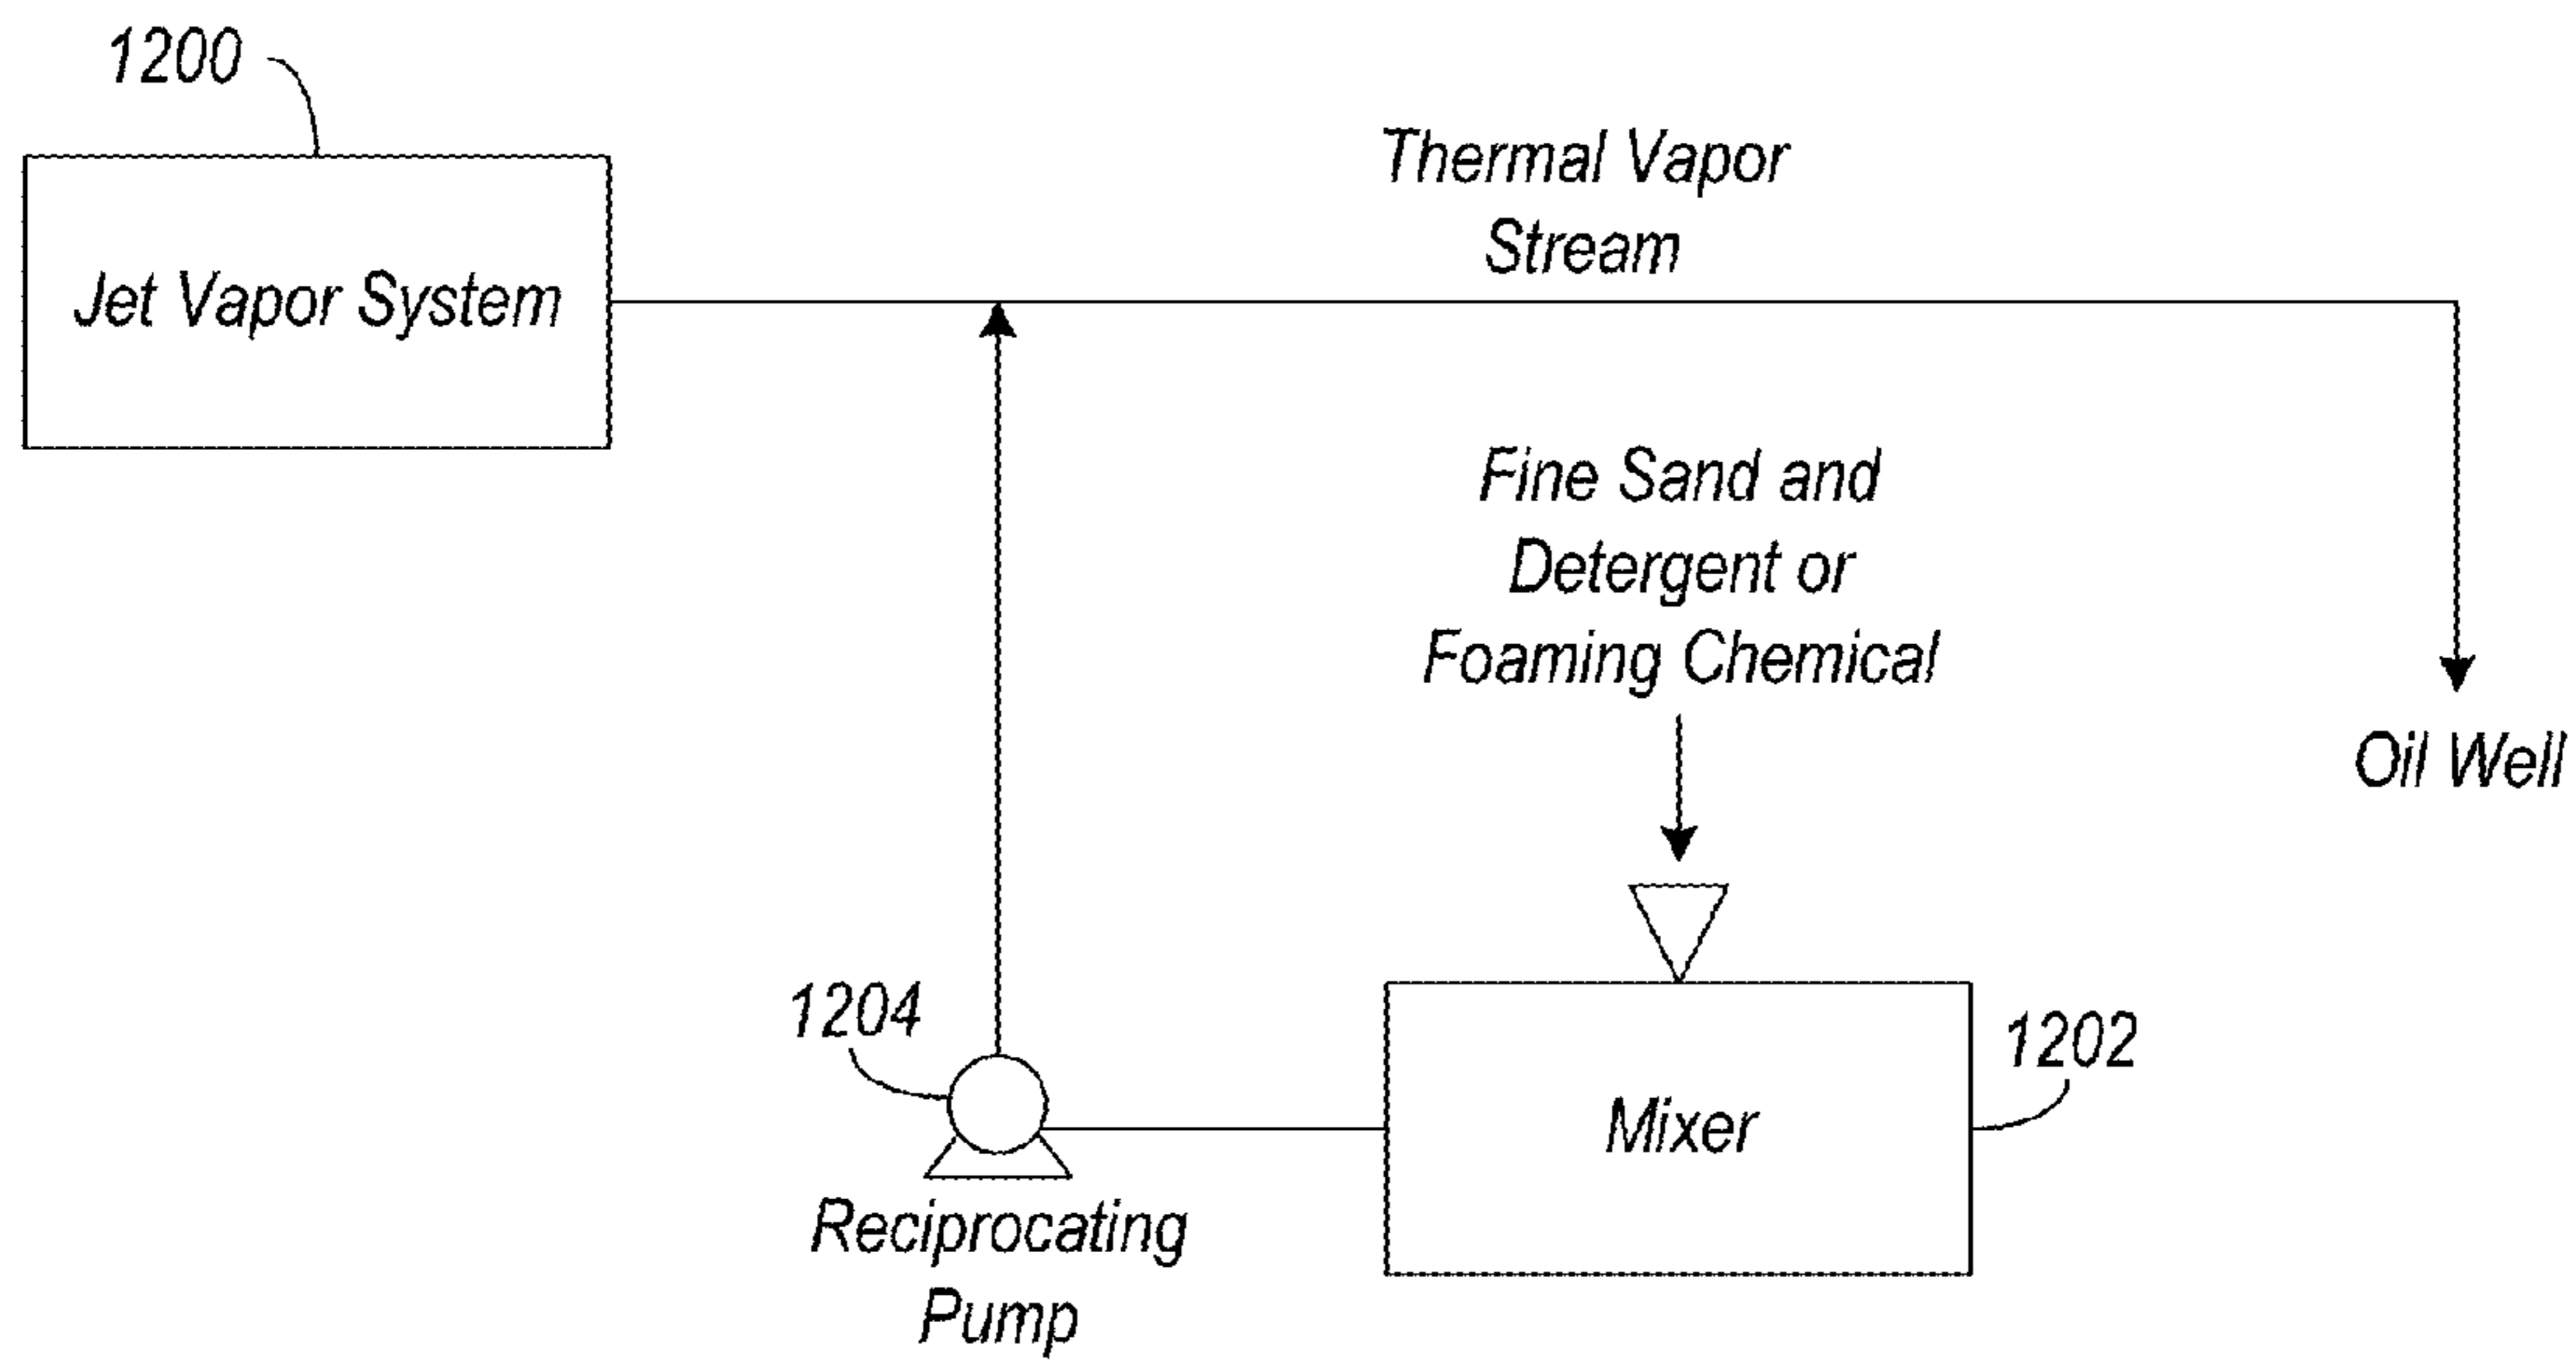 1200
Jet Vapor System
Thermal Vapor
Stream
Fine Sand and
Detergent or
Foaming Chemical
Oil Well
1204
1202
Mixer
Reciprocating
Pump